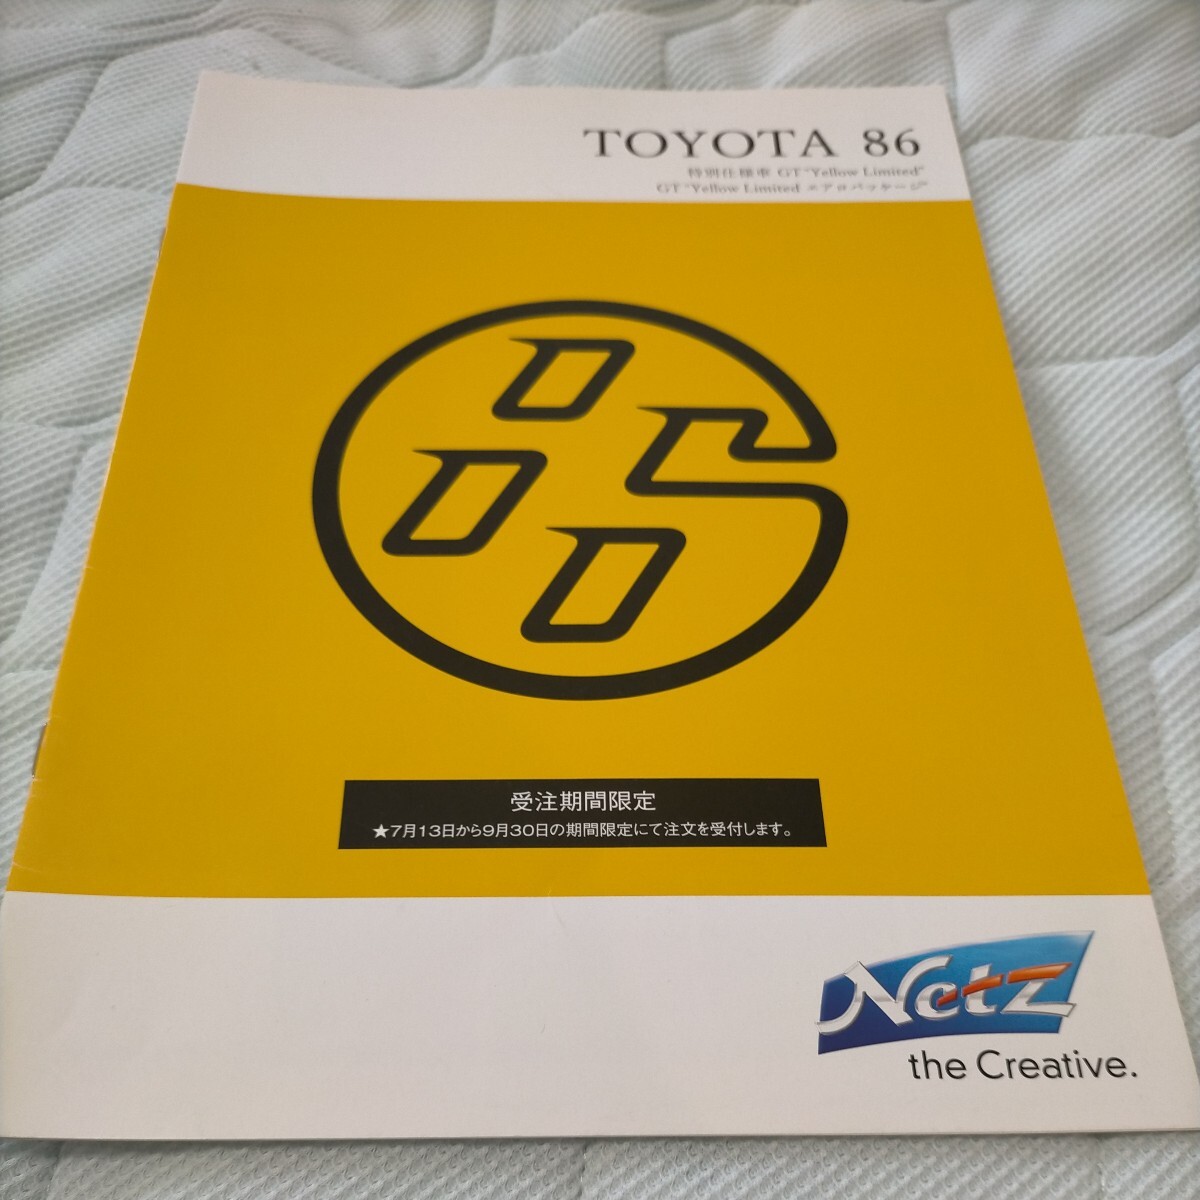 TOYOTA 86
特別仕様車 GT"Yellow Limited"
GT"Yellow Limited エアロパッケージ"
86
受注期間限定
★7月13日から9月30日の期間限定にて注文を受付します。
Netz
the Creative.